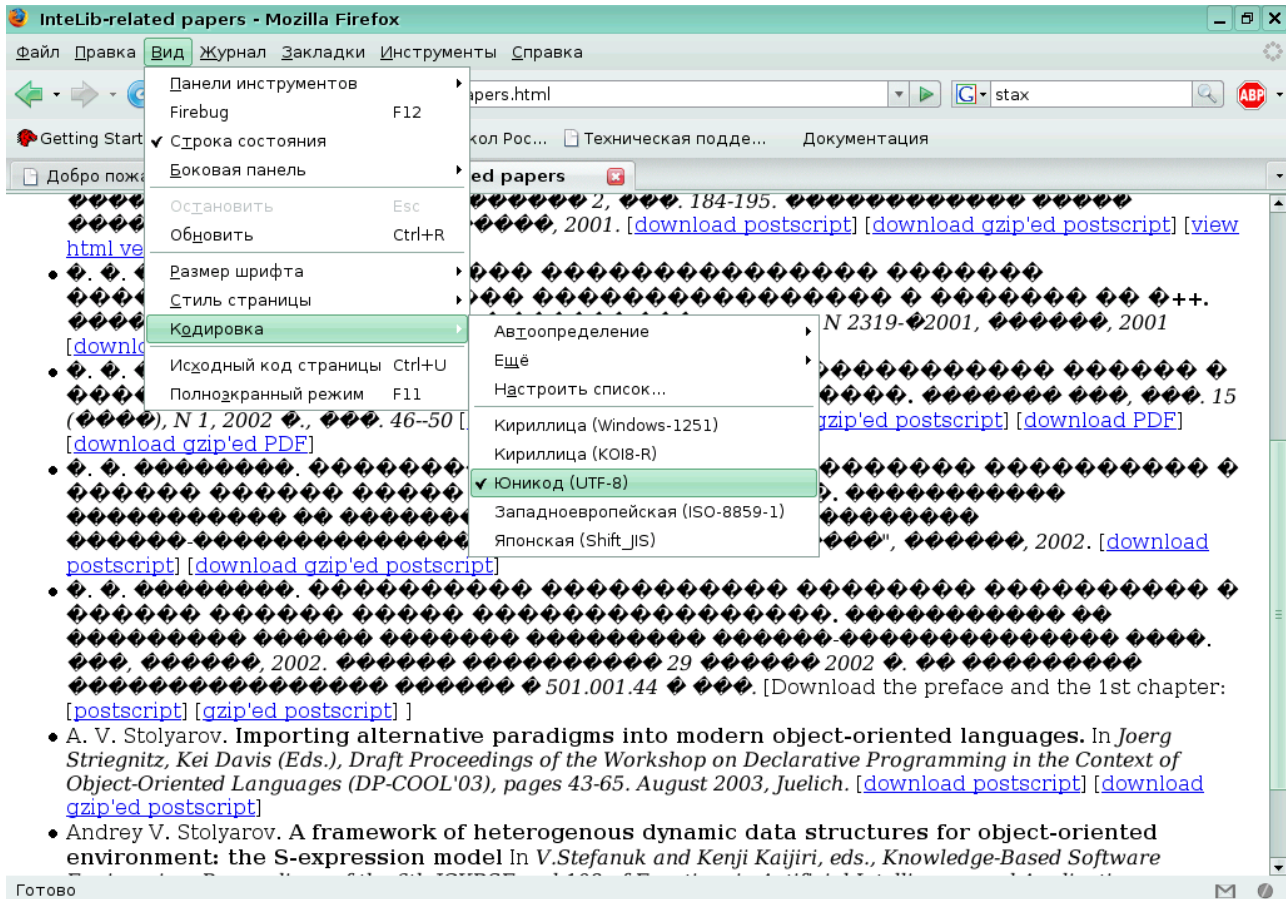 InteLib-related papers - Mozilla Firefox
Файл Правка Вид Журнал Закладки Инструменты Справка
Панели инструментов
Firebug F12
Строка состояния
Боковая панель
Остановить Esc
Обновить Ctrl+R
Размер шрифта
Стиль страницы
Кодировка
Исходный код страницы Ctrl+U
Полноэкранный режим F11
Автоопределение
Ещё
Настроить список...
Кириллица (Windows-1251)
Кириллица (KOI8-R)
Юникод (UTF-8)
Западноевропейская (ISO-8859-1)
Японская (Shift_JIS)
apers.html stax ABP
Getting Start кол Рос... Техническая подде... Документация
Добро пожа ed papers
2, 184-195.
, 2001. [download postscript] [download gzip'ed postscript] [view
html ve
++.
N 2319- 2001, , 2001
[downlo
15
( ), N 1, 2002 ., . 46--50 [ gzip'ed postscript] [download PDF]
[download gzip'ed PDF]
", , 2002. [download
postscript] [download gzip'ed postscript]
, , 2002. 29 2002
501.001.44 . [Download the preface and the 1st chapter:
[postscript] [gzip'ed postscript] ]
A. V. Stolyarov. Importing alternative paradigms into modern object-oriented languages. In Joerg
Striegnitz, Kei Davis (Eds.), Draft Proceedings of the Workshop on Declarative Programming in the Context of
Object-Oriented Languages (DP-COOL'03), pages 43-65. August 2003, Juelich. [download postscript] [download
gzip'ed postscript]
Andrey V. Stolyarov. A framework of heterogenous dynamic data structures for object-oriented
environment: the S-expression model In V.Stefanuk and Kenji Kaijiri, eds., Knowledge-Based Software
Готово